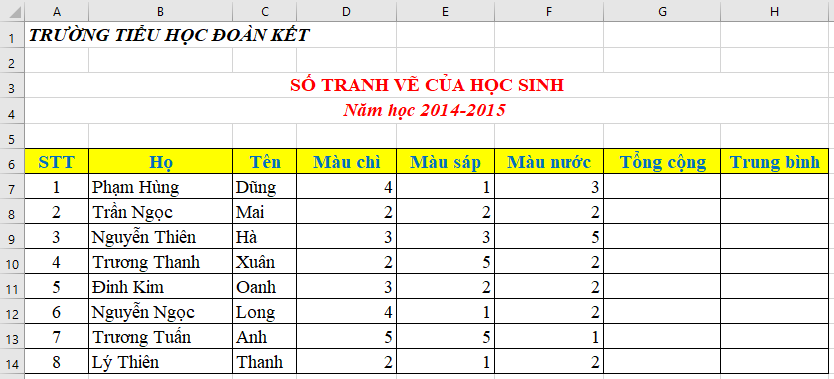 A B C D E F G H
1 TRƯỜNG TIỂU HỌC ĐOÀN KẾT
2
3 SỐ TRANH VẼ CỦA HỌC SINH
4 Năm học 2014-2015
5
6 STT Họ Tên Màu chì Màu sáp Màu nước Tổng cộng Trung bình
7 1 Phạm Hùng Dũng 4 1 3
8 2 Trần Ngọc Mai 2 2 2
9 3 Nguyễn Thiên Hà 3 3 5
10 4 Trương Thanh Xuân 2 5 2
11 5 Đinh Kim Oanh 3 2 2
12 6 Nguyễn Ngọc Long 4 1 2
13 7 Trương Tuấn Anh 5 5 1
14 8 Lý Thiên Thanh 2 1 2